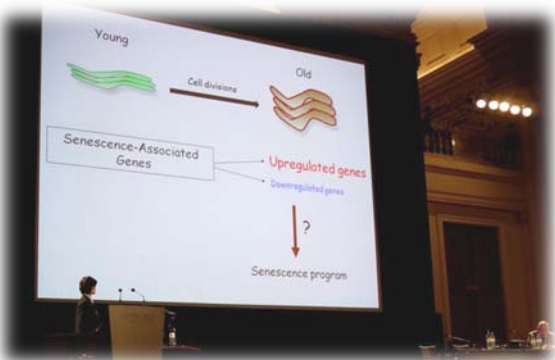 Young
Cell divisions
Old
Senescence-Associated
Genes
Upregulated genes
Downregulated genes
?
Senescence program